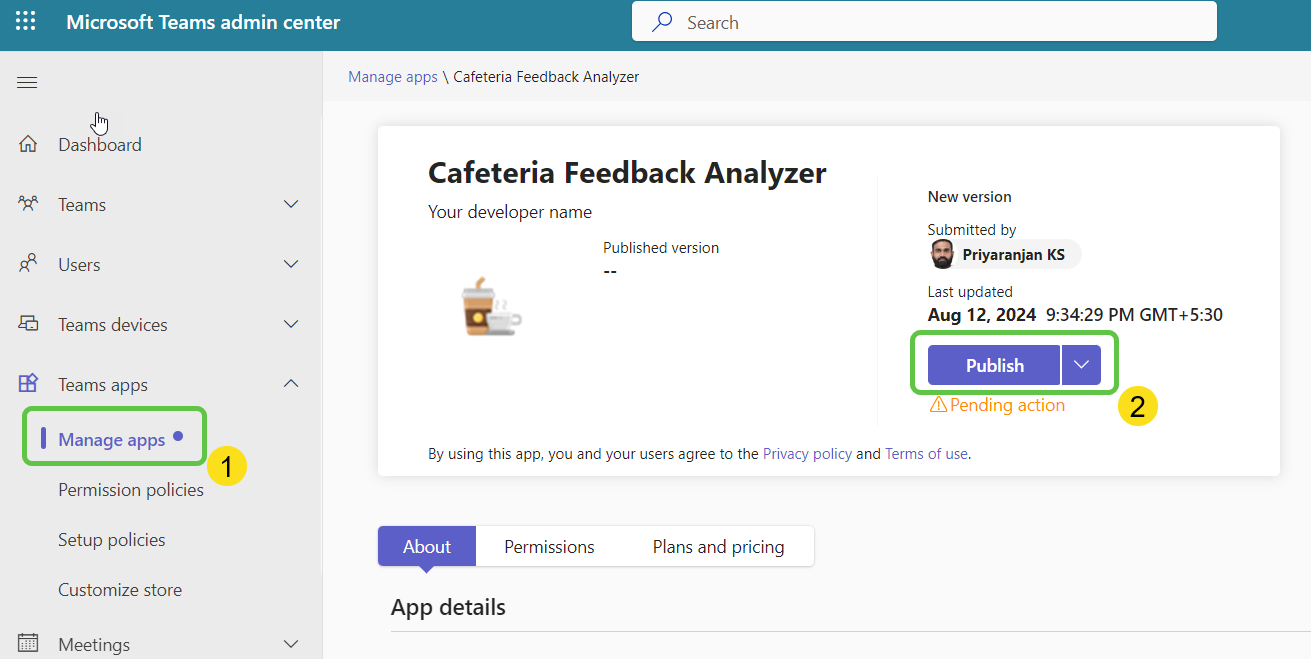 Microsoft Teams admin center
Search
Manage apps \ Cafeteria Feedback Analyzer
Dashboard
Teams
Users
Teams devices
Teams apps
Manage apps
1
Permission policies
Setup policies
Customize store
Meetings
Cafeteria Feedback Analyzer
Your developer name
Published version
--
New version
Submitted by
Priyaranjan KS
Last updated
Aug 12, 2024 9:34:29 PM GMT+5:30
Publish
Pending action
2
By using this app, you and your users agree to the Privacy policy and Terms of use.
About Permissions Plans and pricing
App details